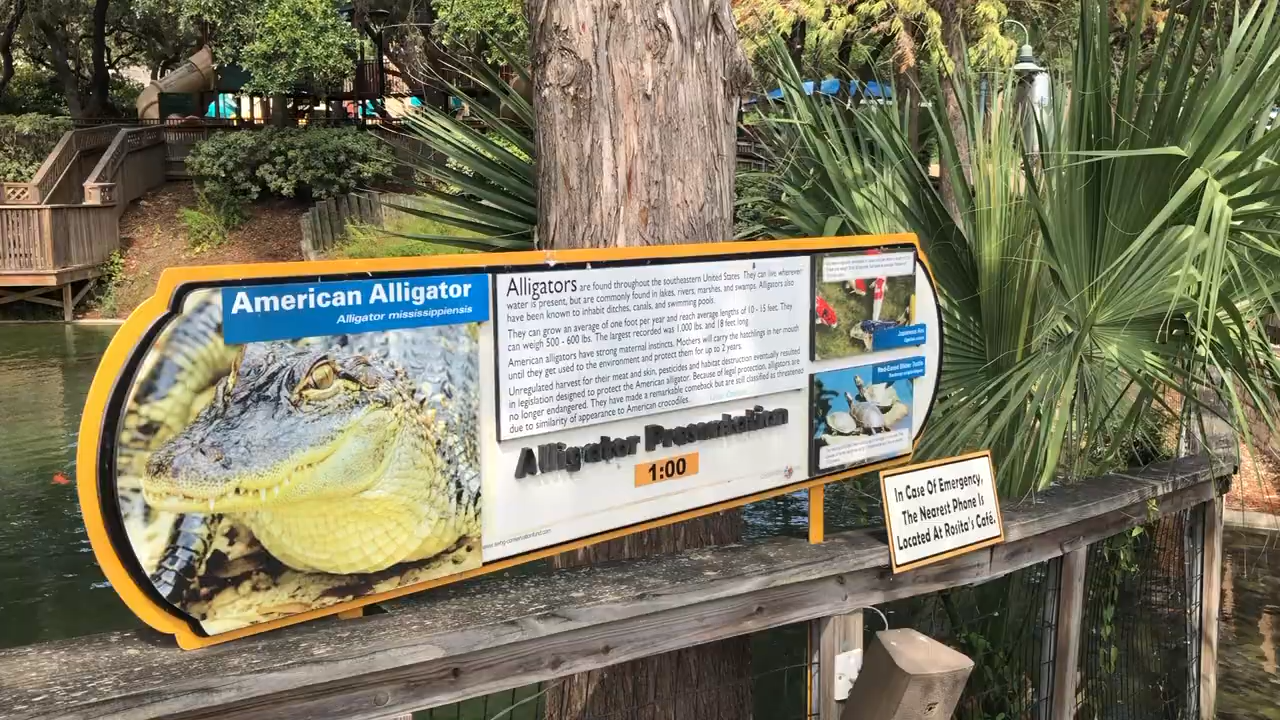 American Alligator
Alligator mississippiensis
Alligators are found throughout the southeastern United States. They can live wherever
water is present, but are commonly found in lakes, rivers, marshes, and swamps. Alligators also
have been known to inhabit ditches, canals, and swimming pools.
They can grow an average of one foot per year and reach average lengths of 10 - 15 feet. They
can weigh 500 - 600 lbs. The largest recorded was 1,000 lbs. and 18 feet long.
American alligators have strong maternal instincts. Mothers will carry the hatchlings in her mouth
until they get used to the environment and protect them for up to 2 years.
Unregulated harvest for their meat and skin, pesticides and habitat destruction eventually resulted
in legislation designed to protect the American alligator. Because of legal protection, alligators are
no longer endangered. They have made a remarkable comeback but are still classified as threatened
due to similarity of appearance to American crocodiles.
Alligator Presentation
1:00
Japanese Koi
Red-Eared Slider Turtle
In Case Of Emergency,
The Nearest Phone Is
Located At Rosita's Café.